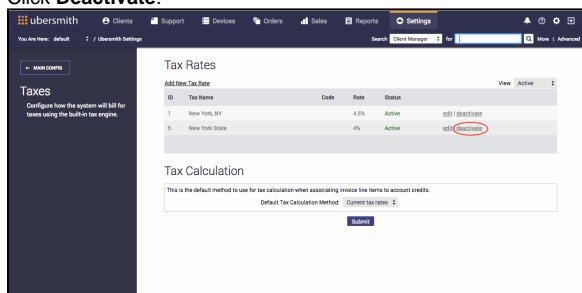 Click Deactivate.
ubersmith Clients Support Devices Orders Sales Reports Settings
You Are Here: default / Ubersmith Settings Search Client Manager for More | Advanced
← MAIN CONFIG
Taxes
Configure how the system will bill for
taxes using the built-in tax engine.
Tax Rates
Add New Tax Rate View: Active
ID Tax Name Code Rate Status
1 New York, NY 4.5% Active edit | deactivate
5 New York State 4% Active edit | deactivate
Tax Calculation
This is the default method to use for tax calculation when associating invoice line items to account credits.
Default Tax Calculation Method: Current tax rates
Submit